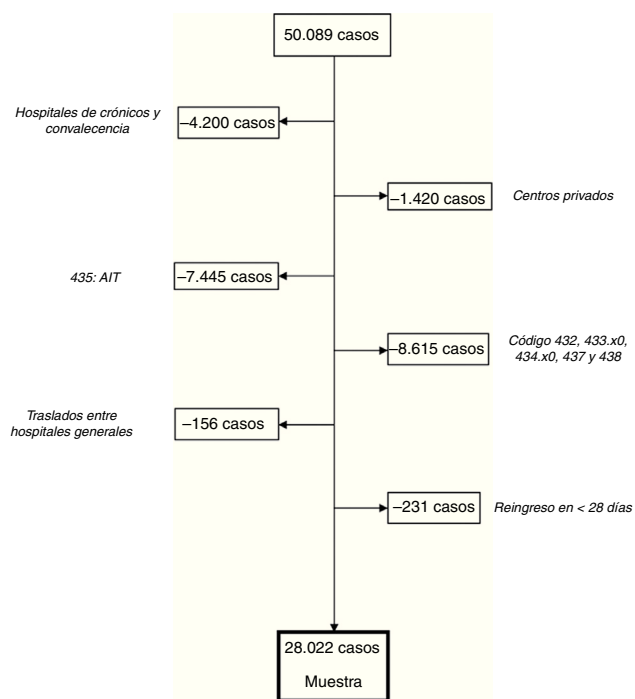 50.089 casos
Hospitales de crónicos y
convalecencia
–4.200 casos
–1.420 casos
Centros privados
435: AIT
–7.445 casos
–8.615 casos
Código 432, 433.x0,
434.x0, 437 y 438
Traslados entre
hospitales generales
–156 casos
–231 casos
Reingreso en < 28 días
28.022 casos
Muestra